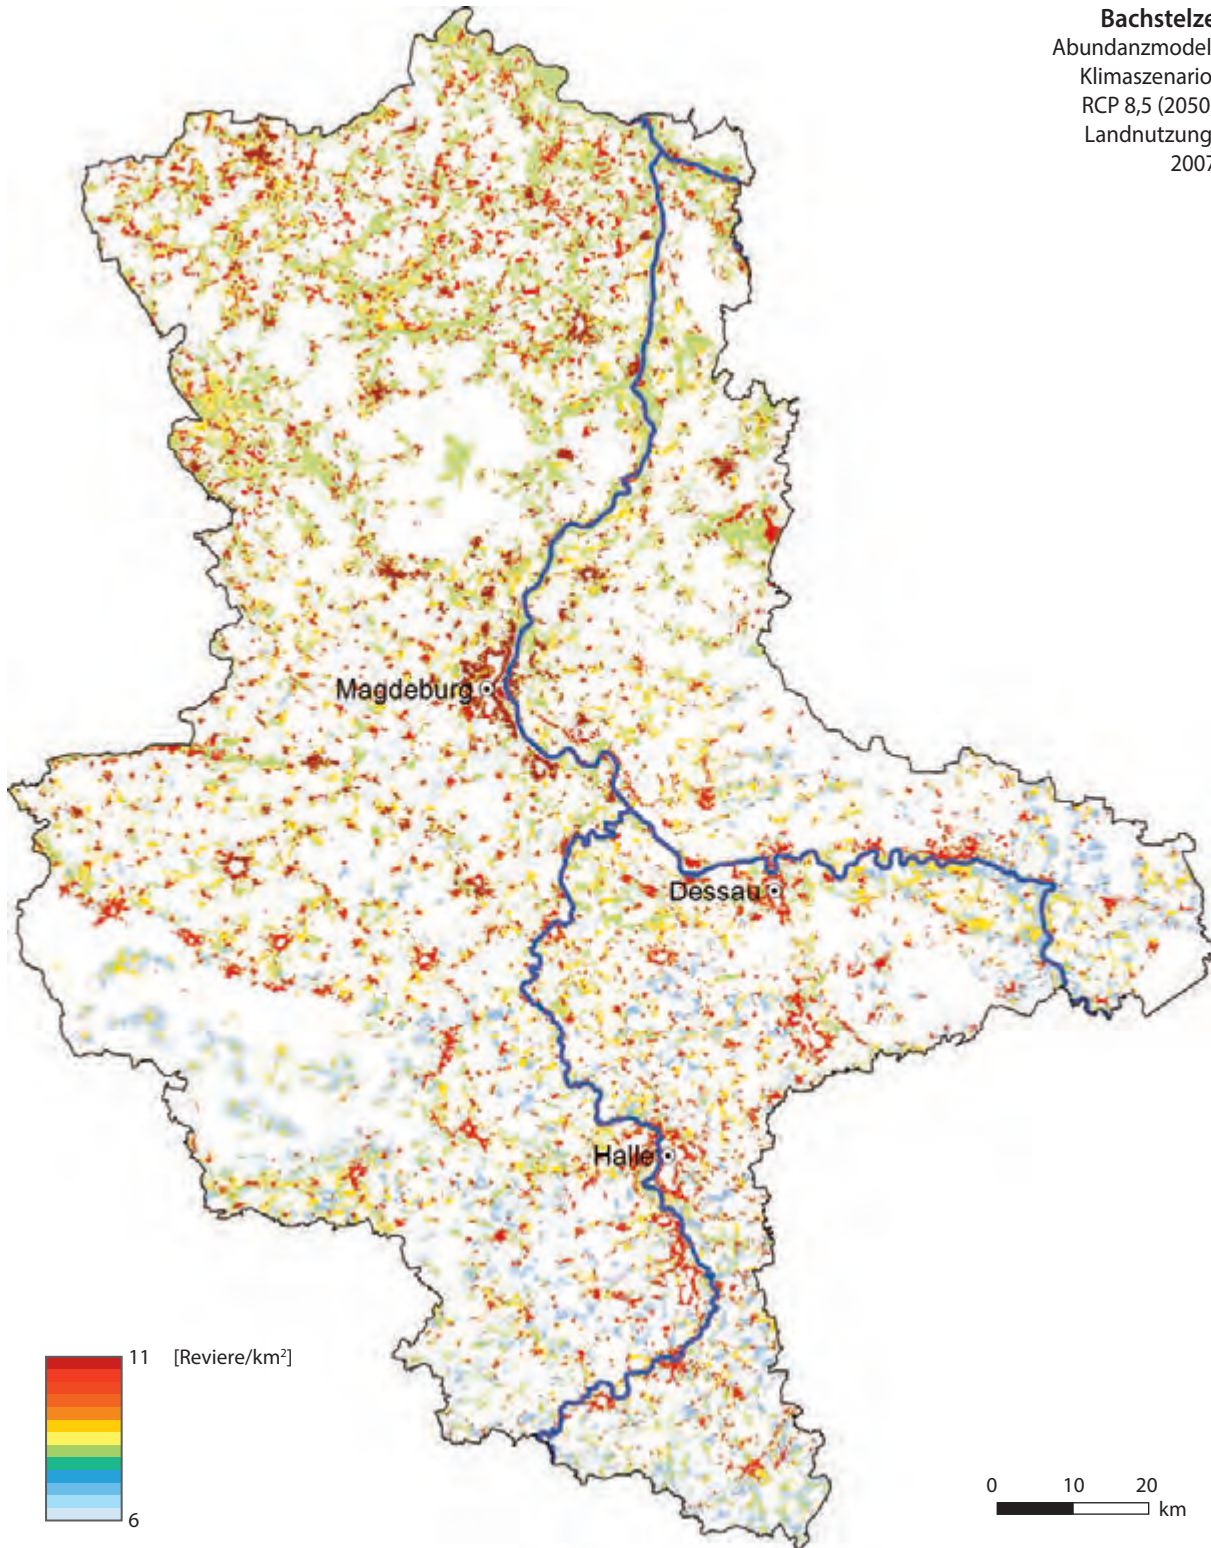 Bachstelze
Abundanzmodel
Klimaszenario
RCP 8,5 (2050
Landnutzung
2007
Magdeburg
Dessau
Halle
11 [Reviere/km²]
6
0 10 20
km